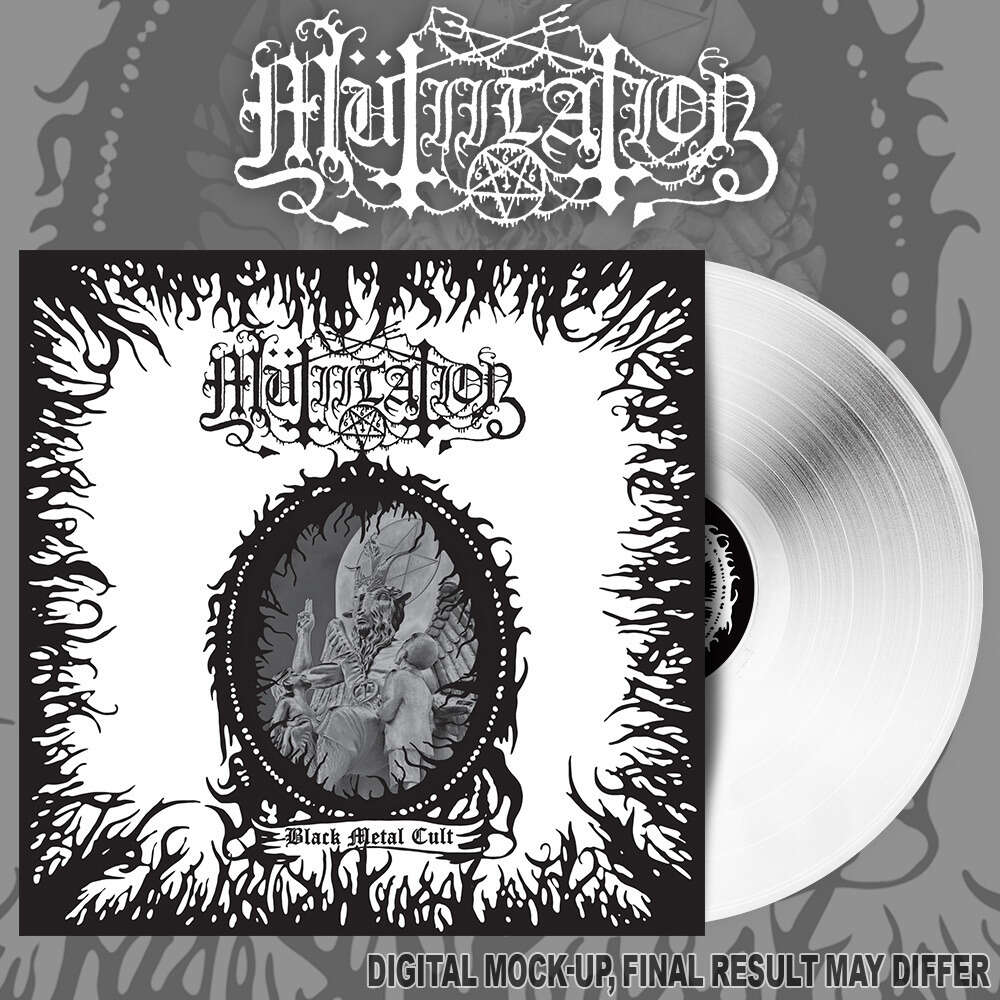 Mütiilation
Mütiilation
Black Metal Cult
DIGITAL MOCK-UP, FINAL RESULT MAY DIFFER